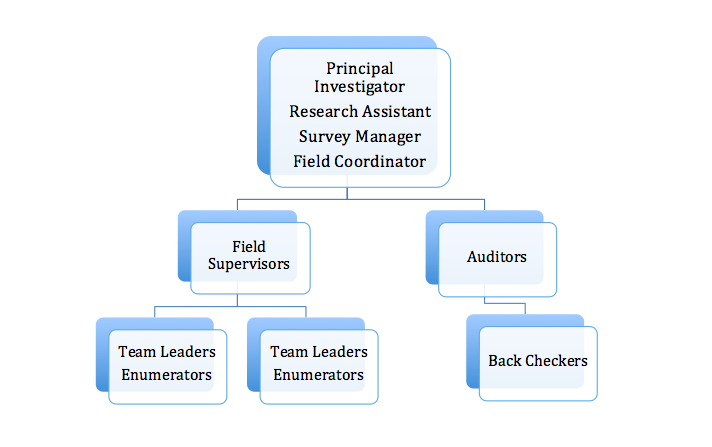 Principal
Investigator
Research Assistant
Survey Manager
Field Coordinator
Field
Supervisors
Auditors
Team Leaders
Enumerators
Team Leaders
Enumerators
Back Checkers